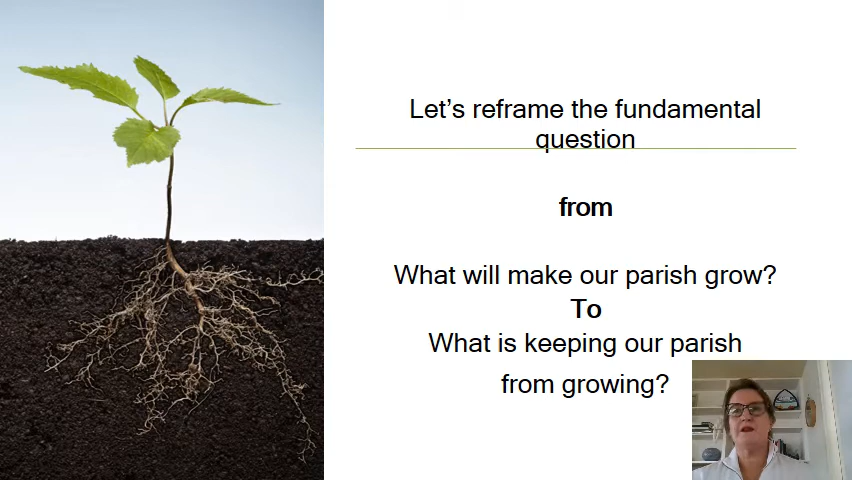 Let’s reframe the fundamental
question
from
What will make our parish grow?
To
What is keeping our parish
from growing?